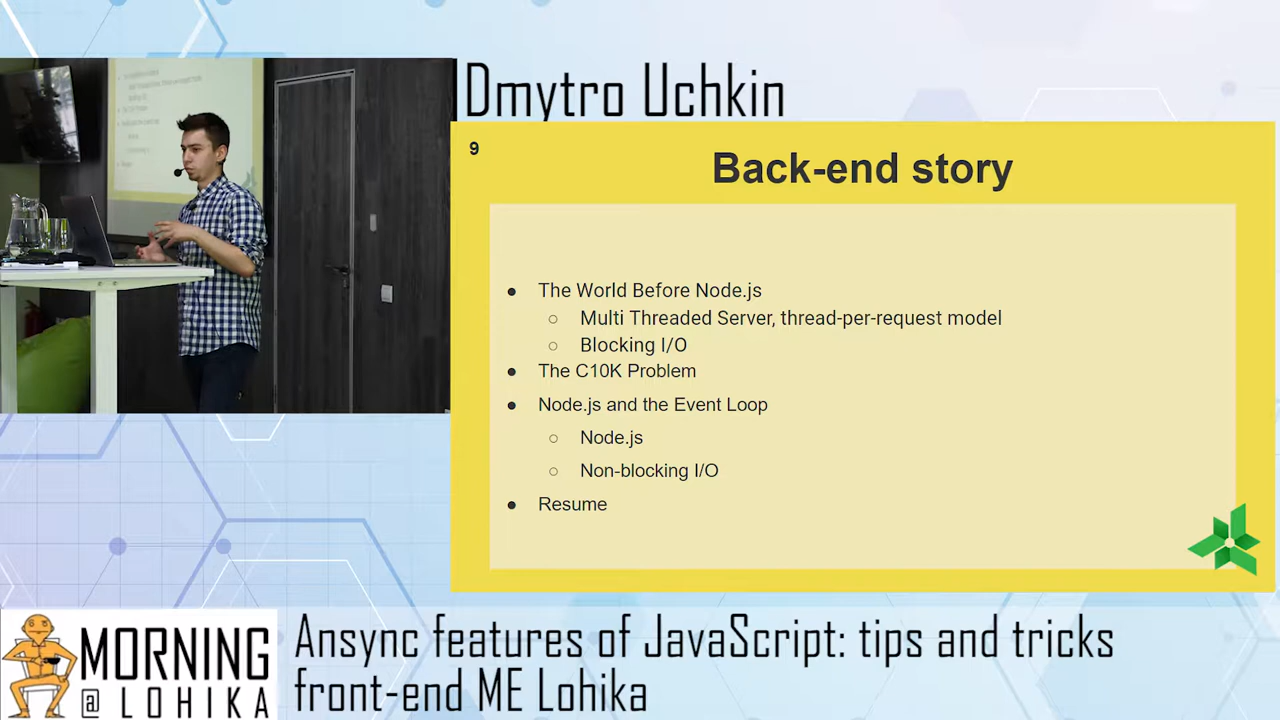 Dmytro Uchkin
9
Back-end story
● The World Before Node.js
○ Multi Threaded Server, thread-per-request model
○ Blocking I/O
● The C10K Problem
● Node.js and the Event Loop
○ Node.js
○ Non-blocking I/O
● Resume
MORNING
@ LOHIKA
Ansync features of JavaScript: tips and tricks
front-end ME Lohika